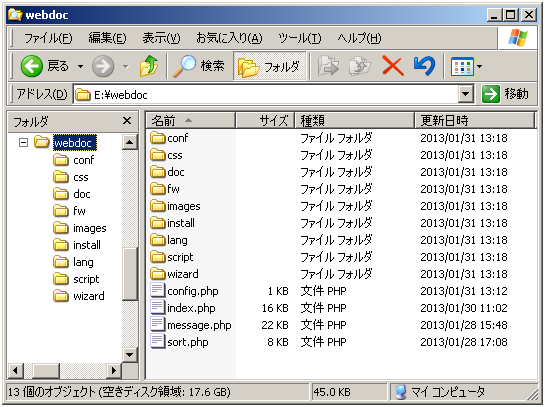 webdoc
ファイル(F) 編集(E) 表示(V) お気に入り(A) ツール(T) ヘルプ(H)
戻る 検索 フォルダ
アドレス(D) E:¥webdoc 移動
フォルダ
webdoc
conf
css
doc
fw
images
install
lang
script
wizard
名前 サイズ 種類 更新日時
conf ファイル フォルダ 2013/01/31 13:18
css ファイル フォルダ 2013/01/31 13:18
doc ファイル フォルダ 2013/01/31 13:18
fw ファイル フォルダ 2013/01/31 13:18
images ファイル フォルダ 2013/01/31 13:18
install ファイル フォルダ 2013/01/31 13:18
lang ファイル フォルダ 2013/01/31 13:18
script ファイル フォルダ 2013/01/31 13:18
wizard ファイル フォルダ 2013/01/31 13:18
config.php 1 KB 文件 PHP 2013/01/31 13:12
index.php 16 KB 文件 PHP 2013/01/30 11:02
message.php 22 KB 文件 PHP 2013/01/28 15:48
sort.php 8 KB 文件 PHP 2013/01/28 17:08
13 個のオブジェクト (空きディスク領域: 17.6 GB) 45.0 KB マイ コンピュータ